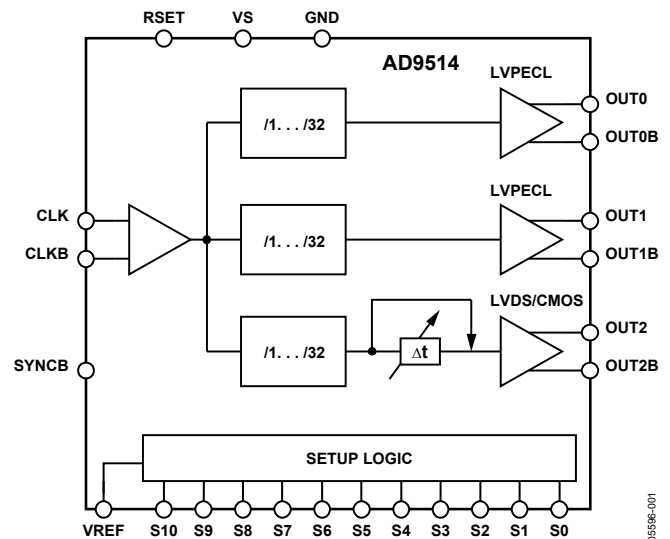 RSET VS GND
AD9514
LVPECL
OUT0
/1. . . /32
OUT0B
LVPECL
CLK
OUT1
/1. . . /32
CLKB
OUT1B
LVDS/CMOS
OUT2
/1. . . /32
Δt
SYNCB
OUT2B
SETUP LOGIC
VREF S10 S9 S8 S7 S6 S5 S4 S3 S2 S1 S0
05596-001